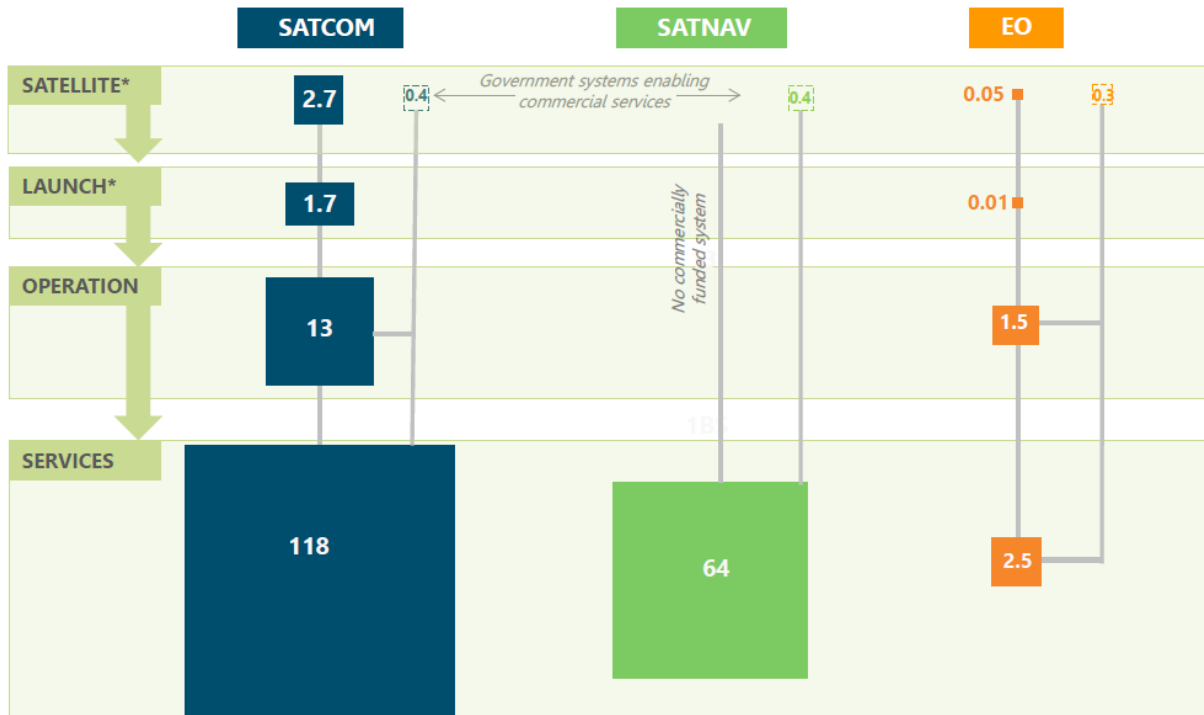 SATCOM
SATNAV
EO
SATELLITE*
2.7
0.4
Government systems enabling
commercial services
0.4
0.05
0.3
LAUNCH*
1.7
No commercially
funded system
0.01
OPERATION
13
1.5
1BS
SERVICES
118
64
2.5